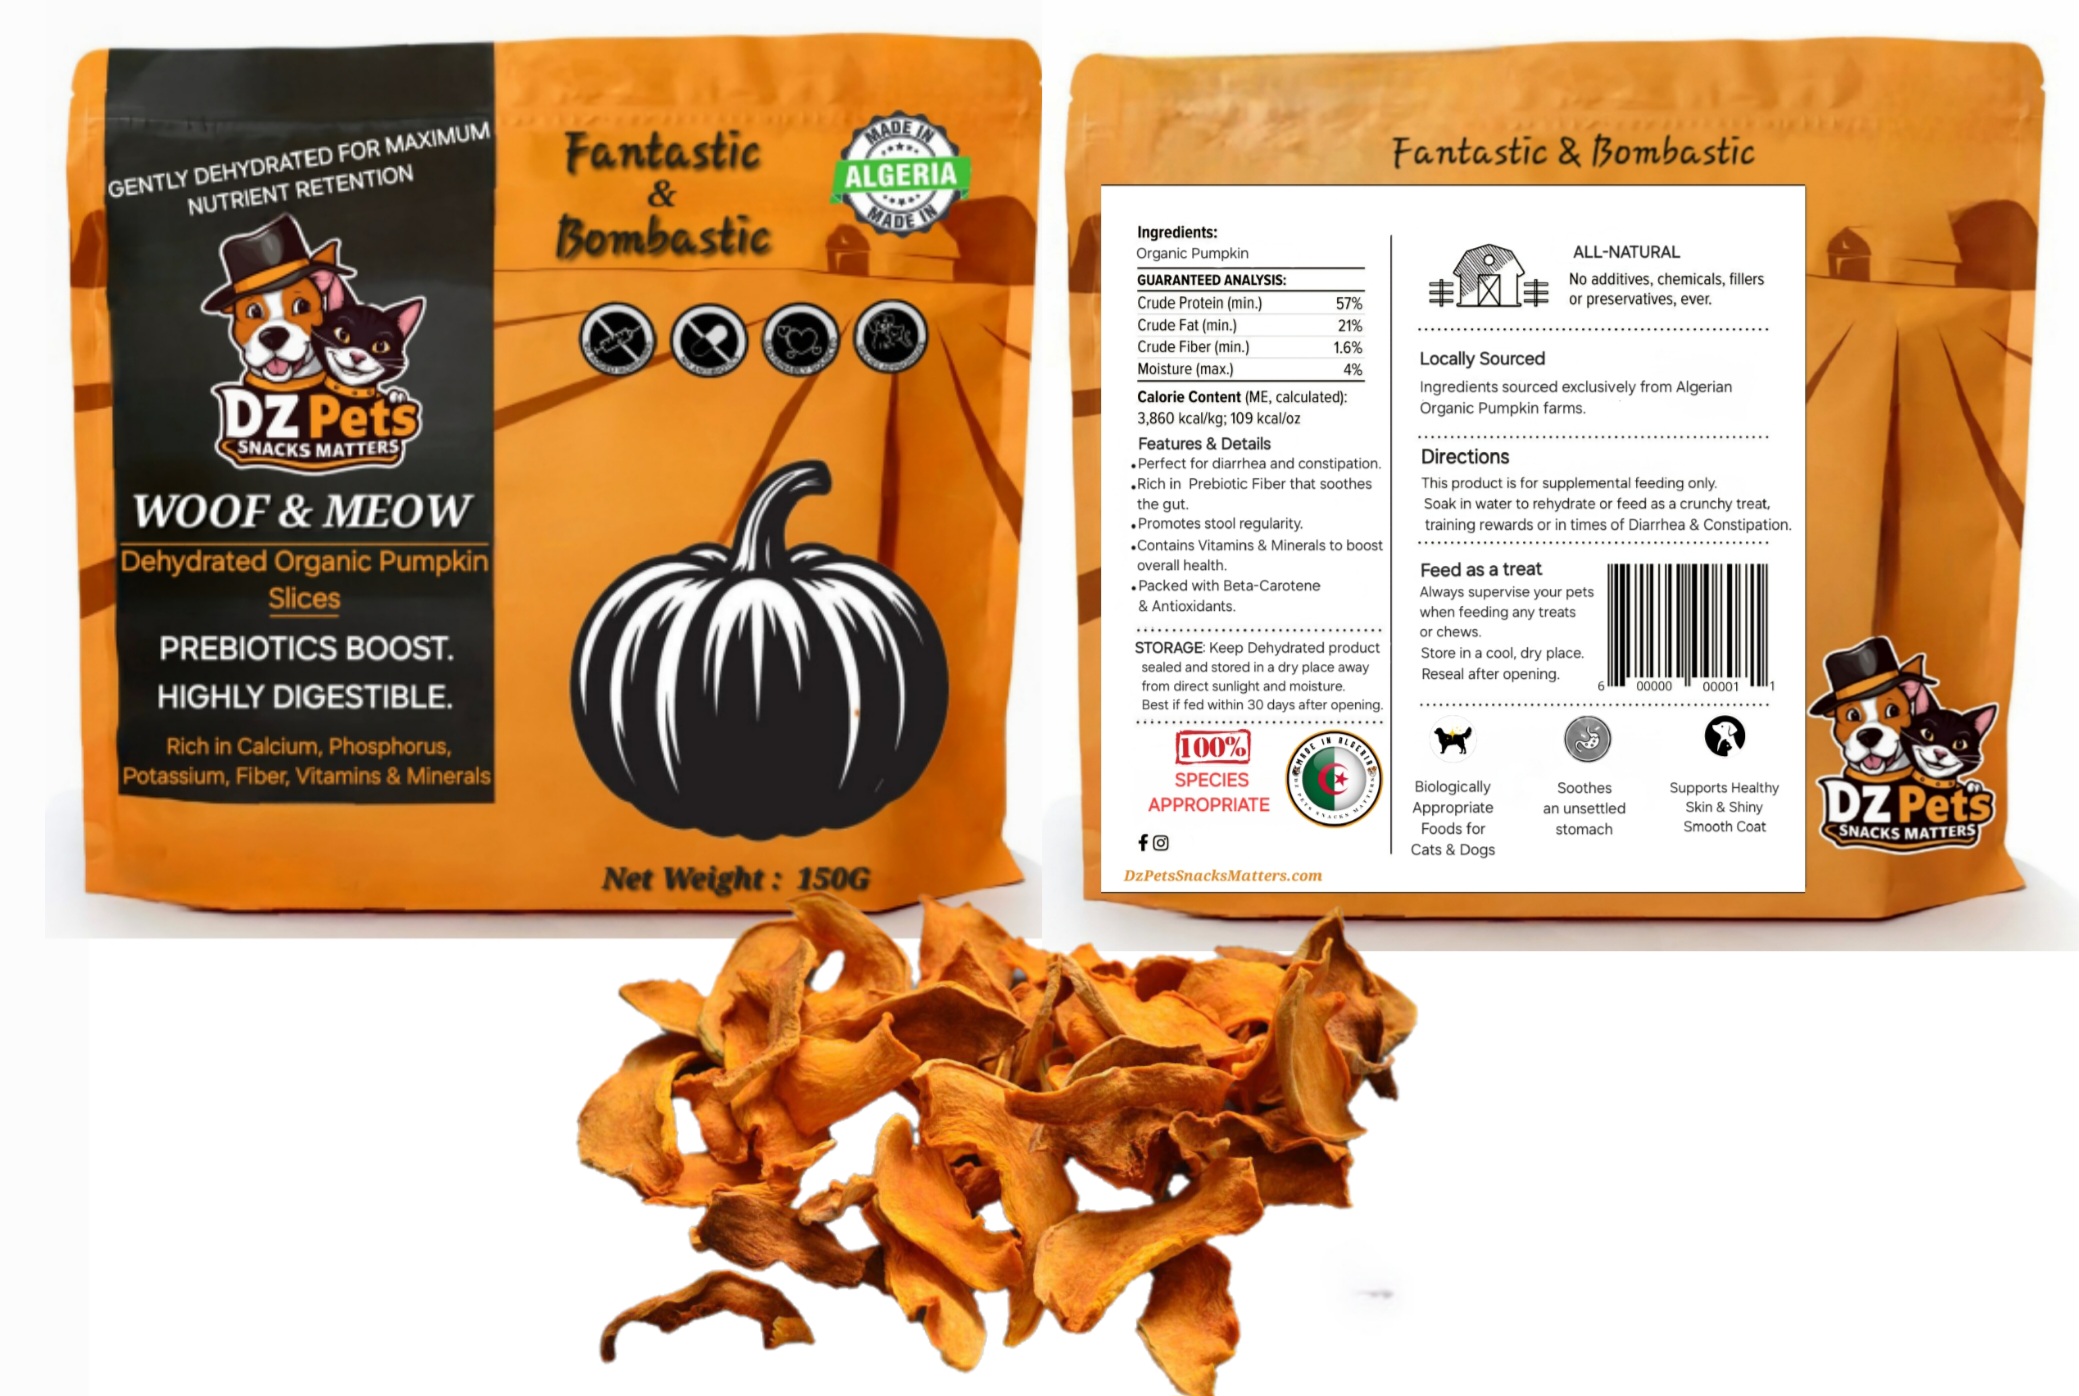 GENTLY DEHYDRATED FOR MAXIMUM
NUTRIENT RETENTION
DZ Pets
SNACKS MATTERS
WOOF & MEOW
Dehydrated Organic Pumpkin
Slices
PREBIOTICS BOOST.
HIGHLY DIGESTIBLE.
Rich in Calcium, Phosphorus,
Potassium, Fiber, Vitamins & Minerals
Fantastic
&
Bombastic
MADE IN
ALGERIA
MADE IN
Net Weight : 150G
Fantastic & Bombastic
Ingredients:
Organic Pumpkin
GUARANTEED ANALYSIS:
Crude Protein (min.) 57%
Crude Fat (min.) 21%
Crude Fiber (min.) 1.6%
Moisture (max.) 4%
Calorie Content (ME, calculated):
3,860 kcal/kg; 109 kcal/oz
Features & Details
•Perfect for diarrhea and constipation.
•Rich in Prebiotic Fiber that soothes
the gut.
•Promotes stool regularity.
•Contains Vitamins & Minerals to boost
overall health.
•Packed with Beta-Carotene
& Antioxidants.
STORAGE: Keep Dehydrated product
sealed and stored in a dry place away
from direct sunlight and moisture.
Best if fed within 30 days after opening.
100%
SPECIES
APPROPRIATE
MADE IN ALGERIA
DzPetsSnacksMatters.com
ALL-NATURAL
No additives, chemicals, fillers
or preservatives, ever.
Locally Sourced
Ingredients sourced exclusively from Algerian
Organic Pumpkin farms.
Directions
This product is for supplemental feeding only.
Soak in water to rehydrate or feed as a crunchy treat,
training rewards or in times of Diarrhea & Constipation.
Feed as a treat
Always supervise your pets
when feeding any treats
or chews.
Store in a cool, dry place.
Reseal after opening.
6 00000 00001 1
Biologically
Appropriate
Foods for
Cats & Dogs
Soothes
an unsettled
stomach
Supports Healthy
Skin & Shiny
Smooth Coat
DZ Pets
SNACKS MATTERS